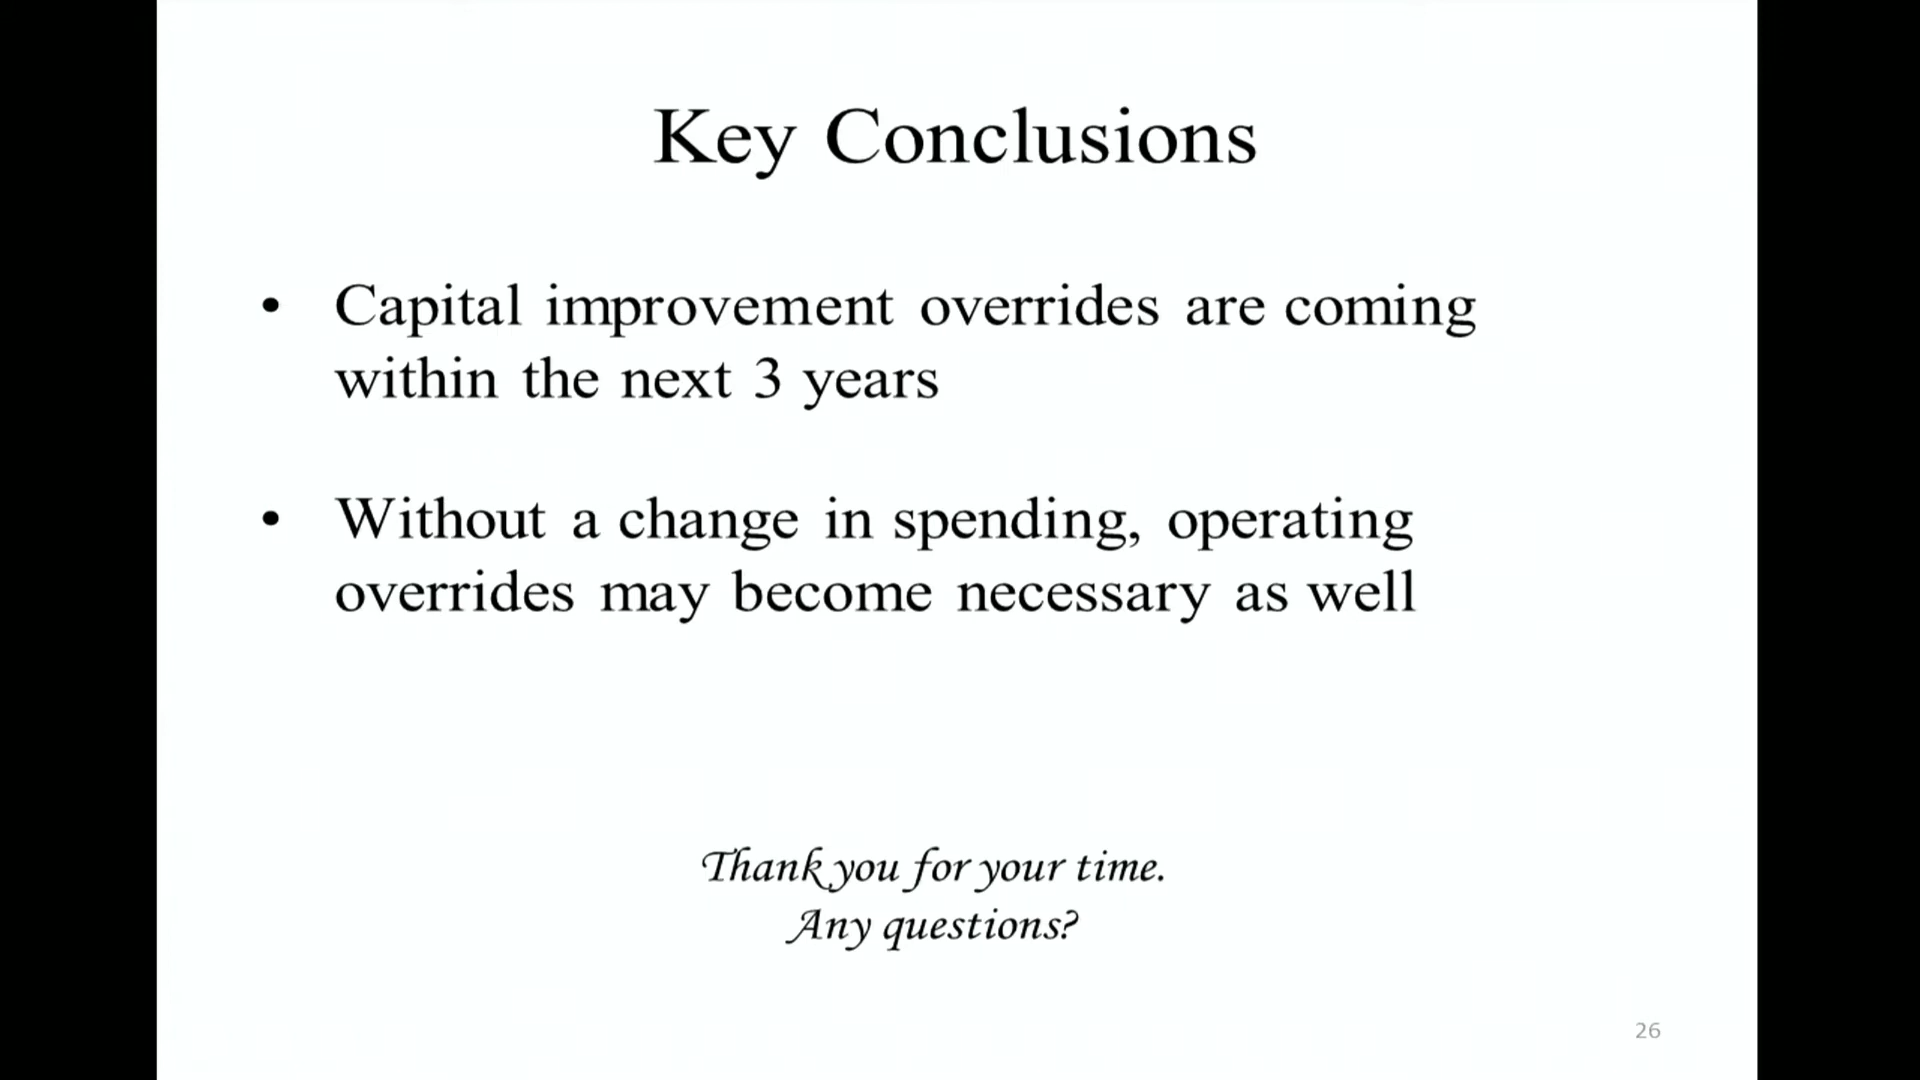 Key Conclusions
• Capital improvement overrides are coming
within the next 3 years
• Without a change in spending, operating
overrides may become necessary as well
Thank you for your time.
Any questions?
26